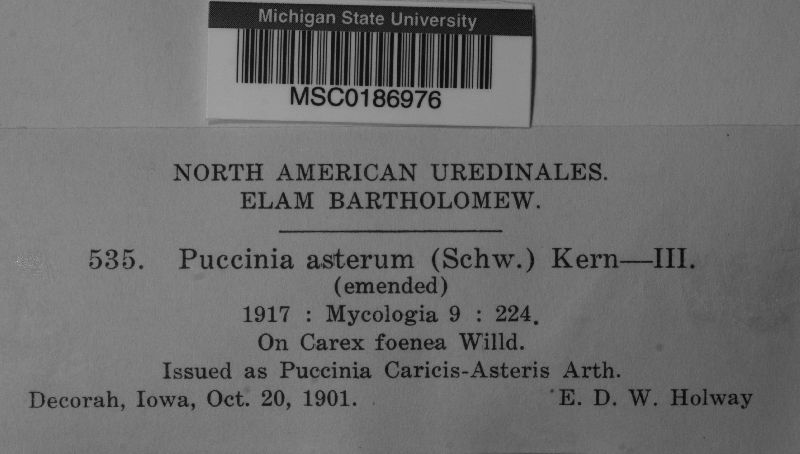 Michigan State University
MSC0186976
NORTH AMERICAN UREDINALES.
ELAM BARTHOLOMEW.
535. Puccinia asterum (Schw.) Kern—III.
(emended)
1917 : Mycologia 9 : 224.
On Carex foenea Willd.
Issued as Puccinia Caricis-Asteris Arth.
Decorah, Iowa, Oct. 20, 1901. E. D. W. Holway